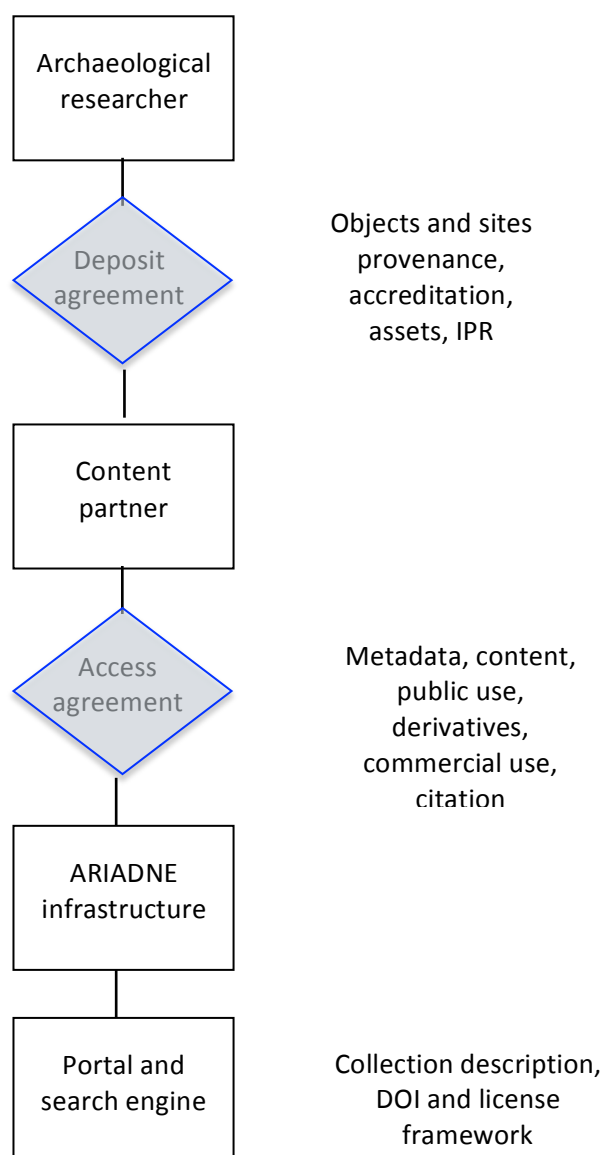 Archaeological
researcher
Deposit
agreement
Objects and sites
provenance,
accreditation,
assets, IPR
Content
partner
Access
agreement
Metadata, content,
public use,
derivatives,
commercial use,
citation
ARIADNE
infrastructure
Portal and
search engine
Collection description,
DOI and license
framework